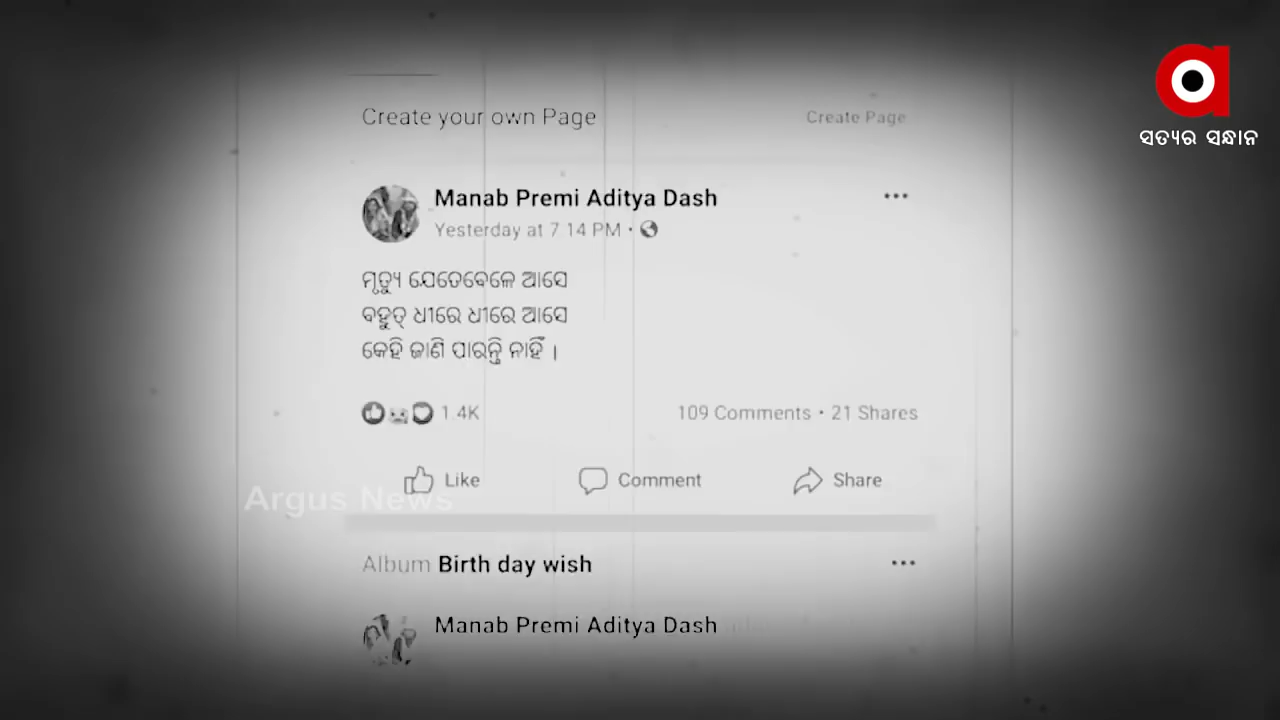 ସତ୍ୟର ସନ୍ଧାନ
Create your own Page
Create Page
Manab Premi Aditya Dash
Yesterday at 7 14 PM ·
ମୃତ୍ୟୁ ଯେତେବେଳେ ଆସେ
ବହୁତ୍ ଧୀରେ ଧୀରେ ଆସେ
କେହି ଜାଣି ପାରନ୍ତି ନାହିଁ ।
1.4K
109 Comments · 21 Shares
Like
Comment
Share
Argus News
Album Birth day wish
Manab Premi Aditya Dash